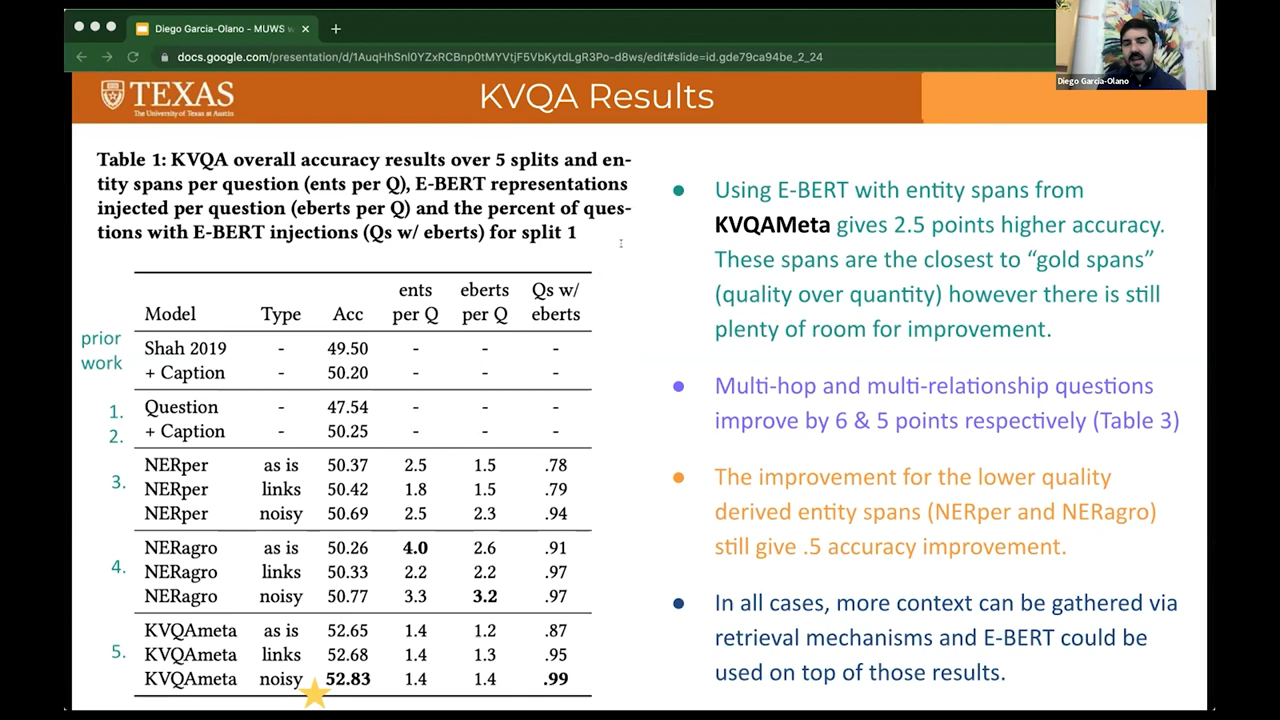 Diego Garcia-Olano - MUWS w
docs.google.com/presentation/d/1AuqHhSnl0YZxRCBnp0tMYVtjF5VbKytdLgR3Po-d8ws/edit#slide=id.gde79ca94be_2_24
Diego Garcia-Olano
TEXAS
The University of Texas at Austin
KVQA Results
Table 1: KVQA overall accuracy results over 5 splits and en-
tity spans per question (ents per Q), E-BERT representations
injected per question (eberts per Q) and the percent of ques-
tions with E-BERT injections (Qs w/ eberts) for split 1
ents eberts Qs w/
Model Type Acc per Q per Q eberts
prior work
Shah 2019 - 49.50 - - -
+ Caption - 50.20 - - -
1. Question - 47.54 - - -
2. + Caption - 50.25 - - -
NERper as is 50.37 2.5 1.5 .78
3. NERper links 50.42 1.8 1.5 .79
NERper noisy 50.69 2.5 2.3 .94
NERagro as is 50.26 4.0 2.6 .91
4. NERagro links 50.33 2.2 2.2 .97
NERagro noisy 50.77 3.3 3.2 .97
KVQAmeta as is 52.65 1.4 1.2 .87
5. KVQAmeta links 52.68 1.4 1.3 .95
KVQAmeta noisy 52.83 1.4 1.4 .99
• Using E-BERT with entity spans from
KVQAMeta gives 2.5 points higher accuracy.
These spans are the closest to “gold spans”
(quality over quantity) however there is still
plenty of room for improvement.
• Multi-hop and multi-relationship questions
improve by 6 & 5 points respectively (Table 3)
• The improvement for the lower quality
derived entity spans (NERper and NERagro)
still give .5 accuracy improvement.
• In all cases, more context can be gathered via
retrieval mechanisms and E-BERT could be
used on top of those results.